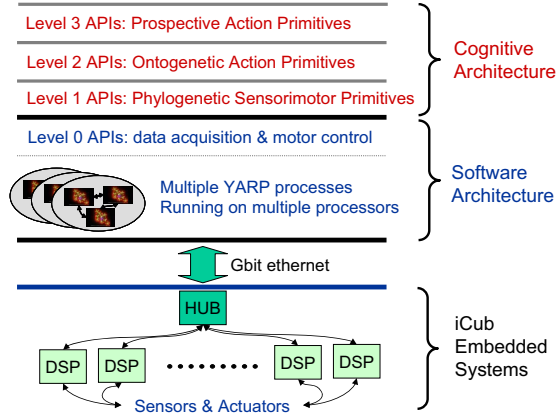 Level 3 APIs: Prospective Action Primitives
Level 2 APIs: Ontogenetic Action Primitives
Level 1 APIs: Phylogenetic Sensorimotor Primitives
Cognitive
Architecture
Level 0 APIs: data acquisition & motor control
Multiple YARP processes
Running on multiple processors
Software
Architecture
Gbit ethernet
HUB
DSP
DSP
DSP
DSP
Sensors & Actuators
iCub
Embedded
Systems